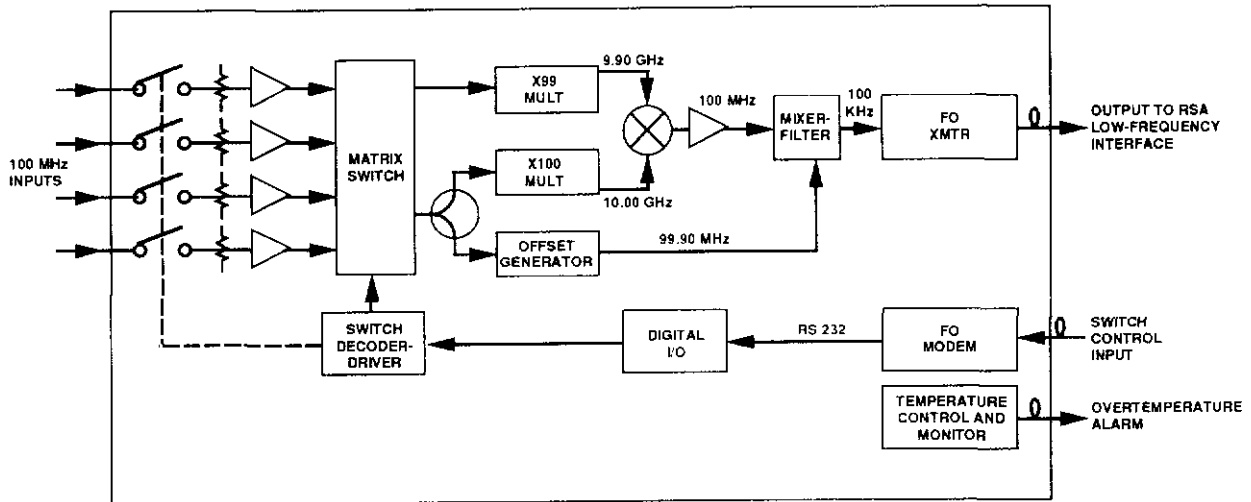 100 MHz
INPUTS
MATRIX
SWITCH
X99
MULT
9.90 GHz
X100
MULT
10.00 GHz
OFFSET
GENERATOR
99.90 MHz
100 MHz
MIXER-
FILTER
100
KHz
FO
XMTR
OUTPUT TO RSA
LOW-FREQUENCY
INTERFACE
SWITCH
DECODER-
DRIVER
DIGITAL
I/O
RS 232
FO
MODEM
SWITCH
CONTROL
INPUT
TEMPERATURE
CONTROL AND
MONITOR
OVERTEMPERATURE
ALARM